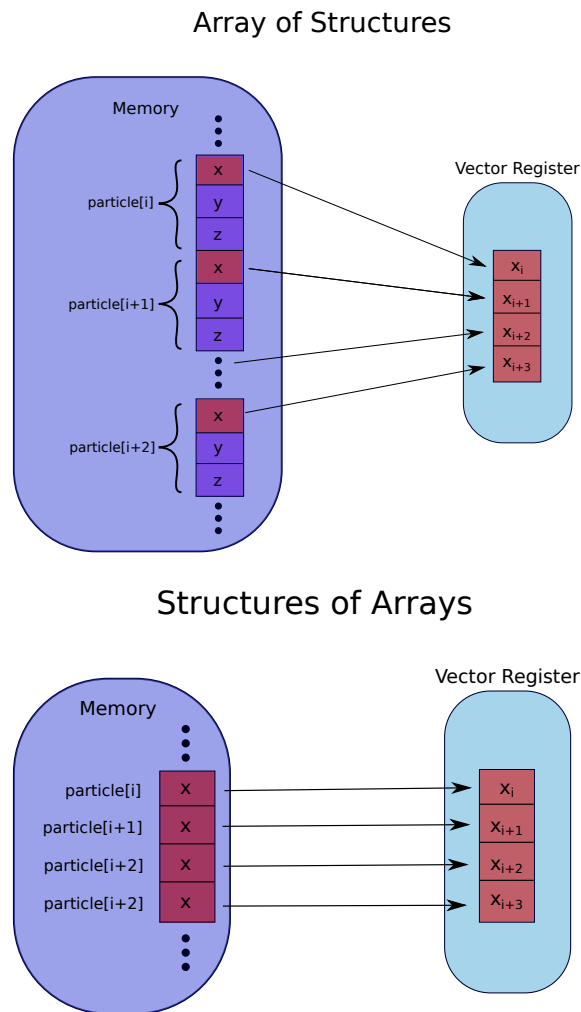 Array of Structures
Memory
Vector Register
particle[i]
x
y
z
particle[i+1]
x
y
z
particle[i+2]
x
y
z
xᵢ
xᵢ₊₁
xᵢ₊₂
xᵢ₊₃
Structures of Arrays
Memory
Vector Register
particle[i] x
particle[i+1] x
particle[i+2] x
particle[i+2] x
xᵢ
xᵢ₊₁
xᵢ₊₂
xᵢ₊₃